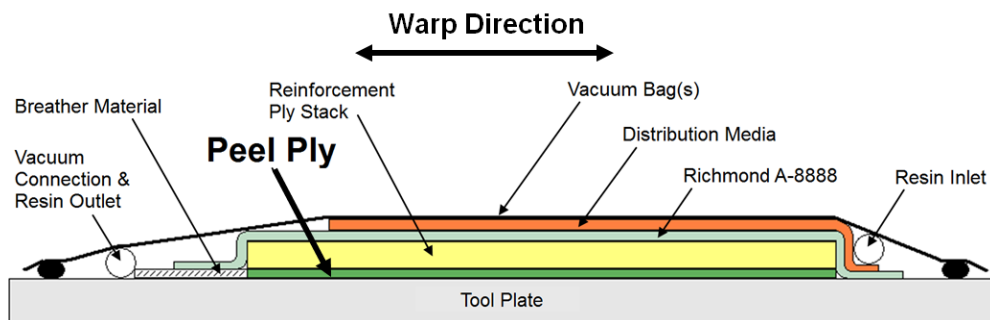 Warp Direction
Breather Material
Reinforcement
Ply Stack
Vacuum Bag(s)
Distribution Media
Peel Ply
Vacuum
Connection &
Resin Outlet
Richmond A-8888
Resin Inlet
Tool Plate